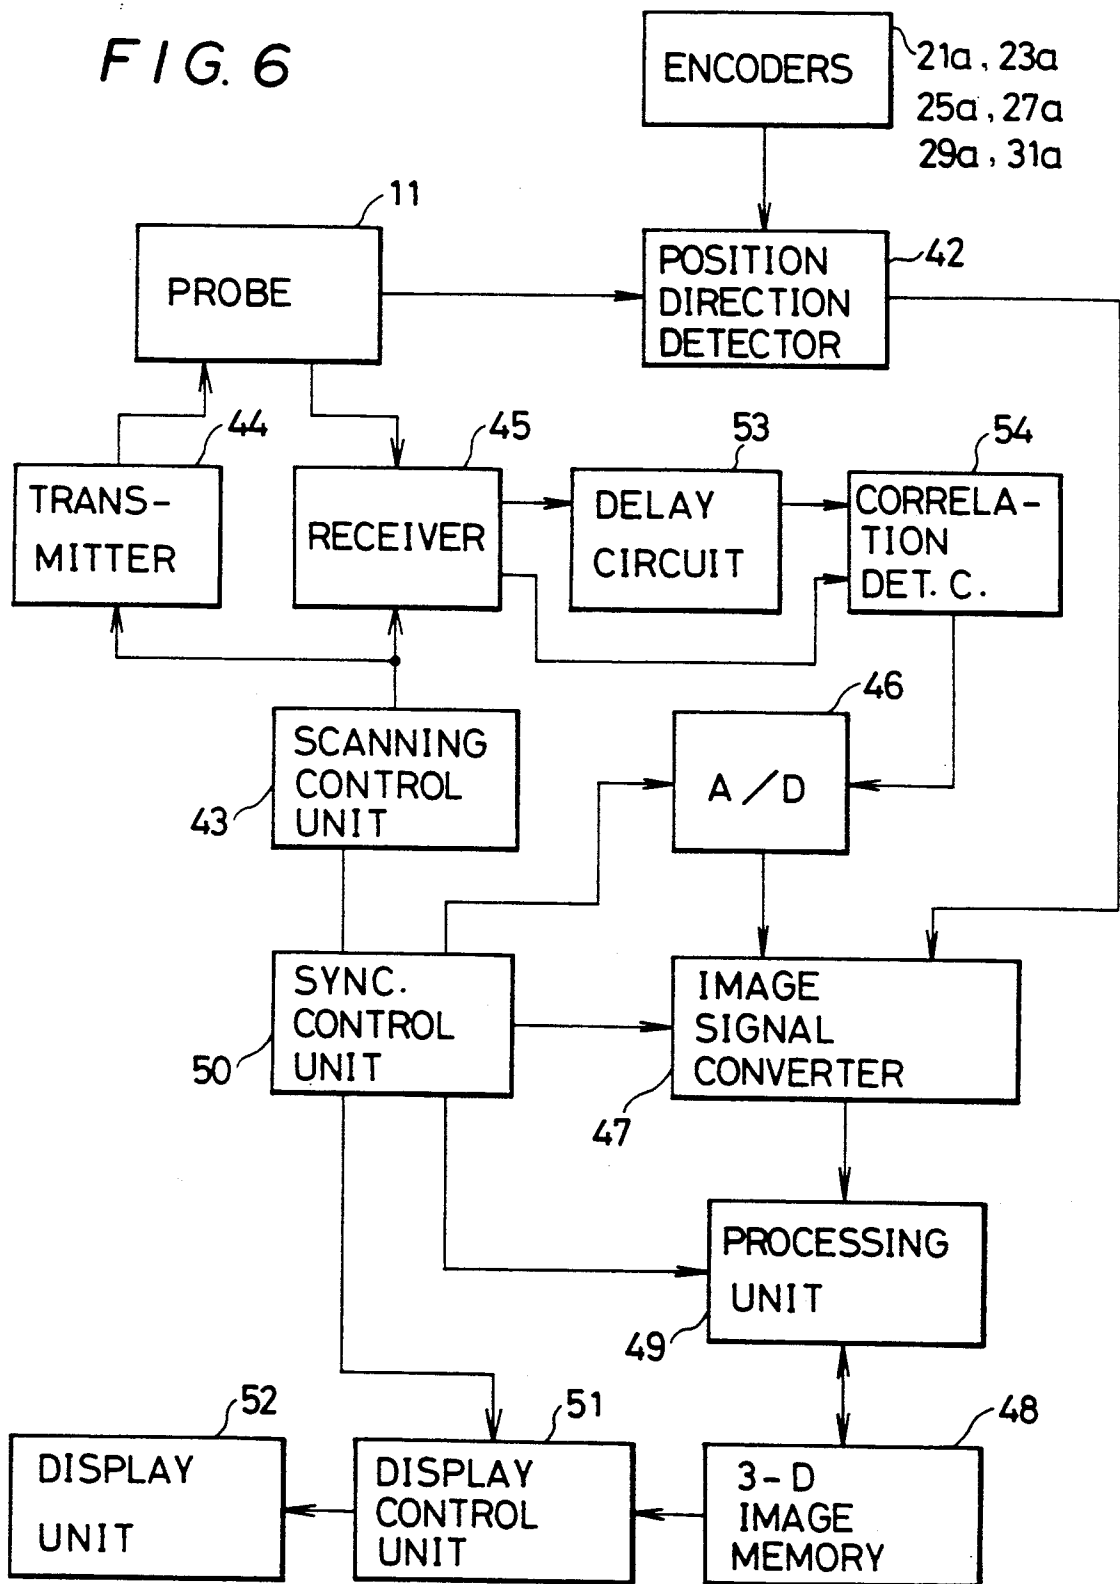 FIG. 6
ENCODERS
21a, 23a
25a, 27a
29a, 31a
11
PROBE
42
POSITION
DIRECTION
DETECTOR
44
TRANS-
MITTER
45
RECEIVER
53
DELAY
CIRCUIT
54
CORRELA-
TION
DET. C.
43
SCANNING
CONTROL
UNIT
46
A/D
50
SYNC.
CONTROL
UNIT
47
IMAGE
SIGNAL
CONVERTER
49
PROCESSING
UNIT
52
DISPLAY
UNIT
51
DISPLAY
CONTROL
UNIT
48
3-D
IMAGE
MEMORY